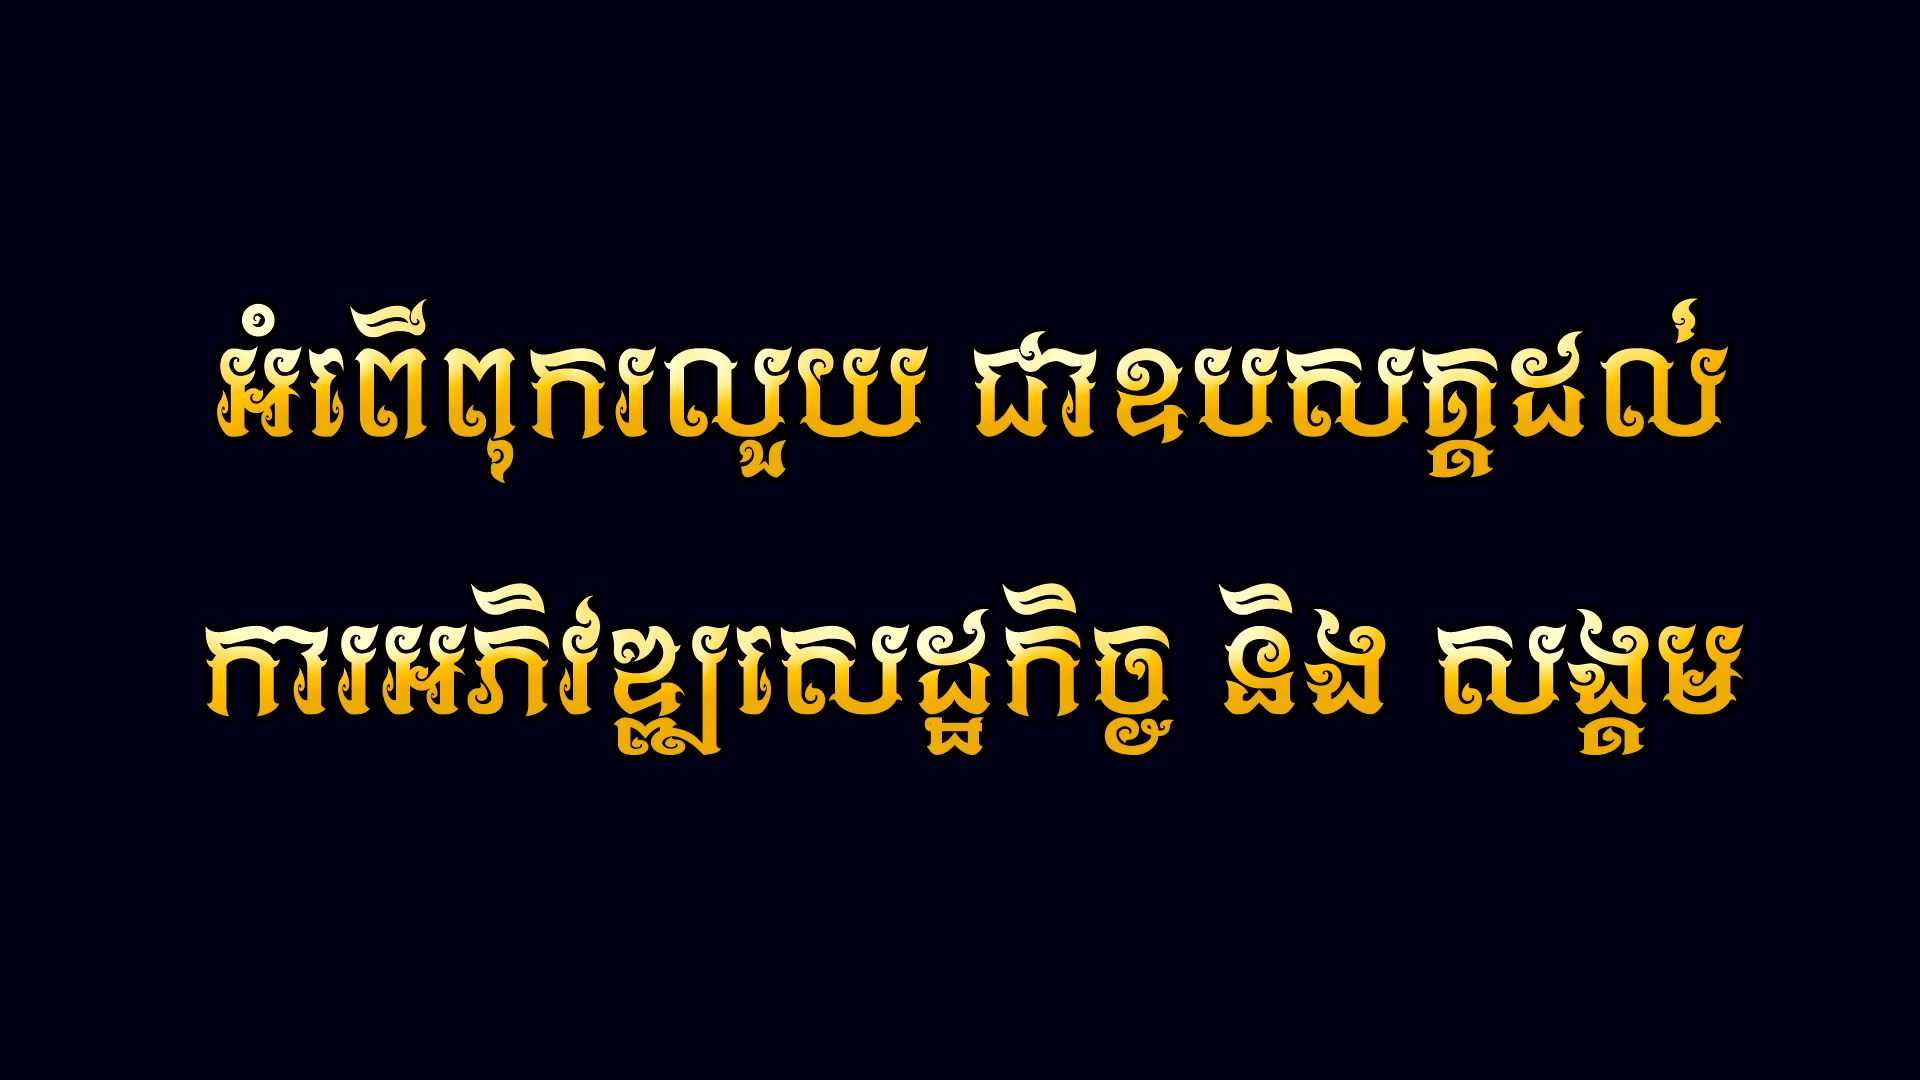 អំពើពុករលួយ ជាឧបសគ្គដល់
ការអភិវឌ្ឍរសេដ្ឋកិច្ច និង សង្គម